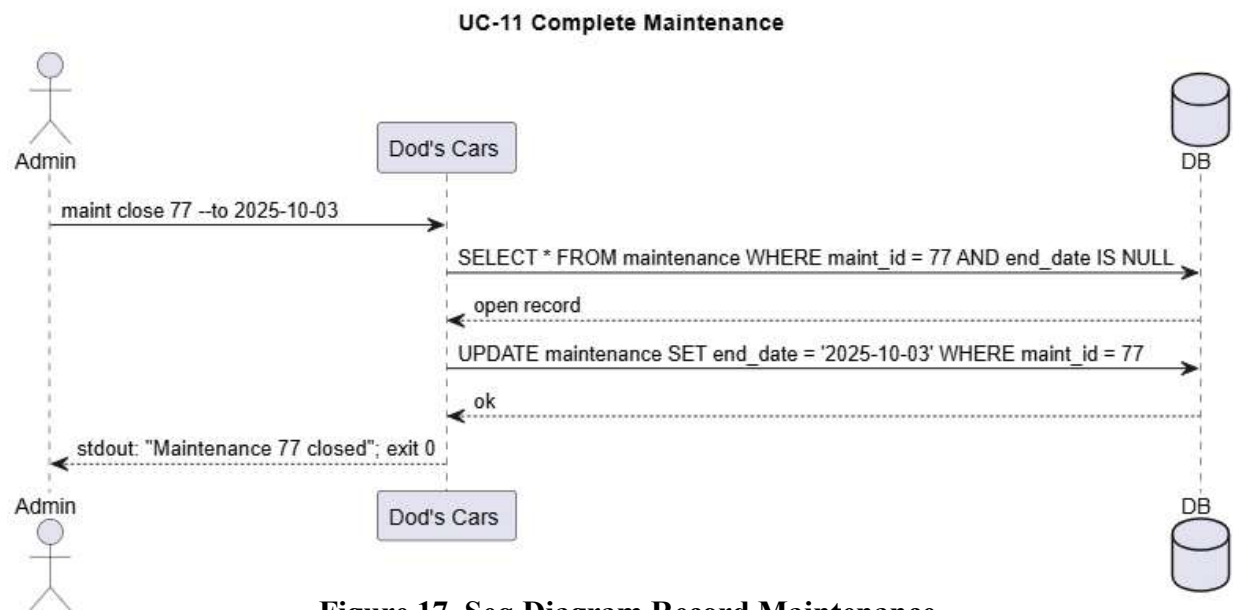 UC-11 Complete Maintenance
Admin
Dod's Cars
DB
maint close 77 --to 2025-10-03
SELECT * FROM maintenance WHERE maint_id = 77 AND end_date IS NULL
open record
UPDATE maintenance SET end_date = '2025-10-03' WHERE maint_id = 77
ok
stdout: "Maintenance 77 closed"; exit 0
Admin
Dod's Cars
DB
Figure 17. Seq Diagram Record Maintenance